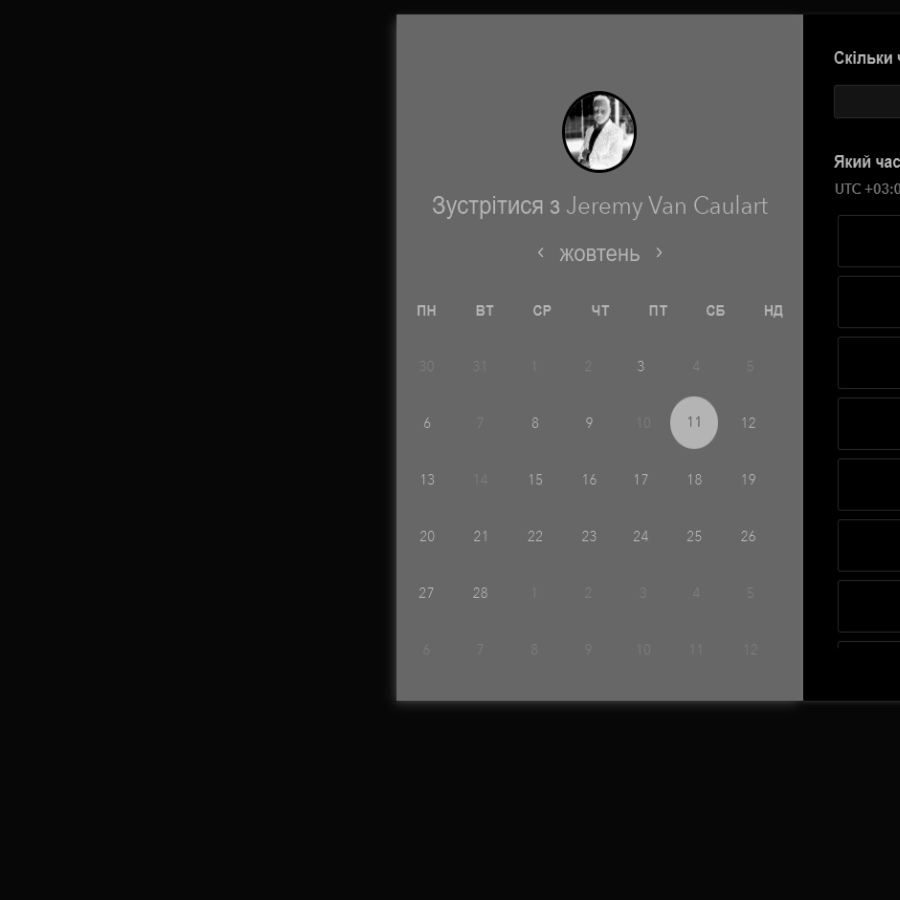 Зустрітися з Jeremy Van Caulart
‹ жовтень ›
ПН ВТ СР ЧТ ПТ СБ НД
30 31 1 2 3 4 5
6 7 8 9 10 11 12
13 14 15 16 17 18 19
20 21 22 23 24 25 26
27 28 1 2 3 4 5
6 7 8 9 10 11 12
Скільки
Який час
UTC +03:0